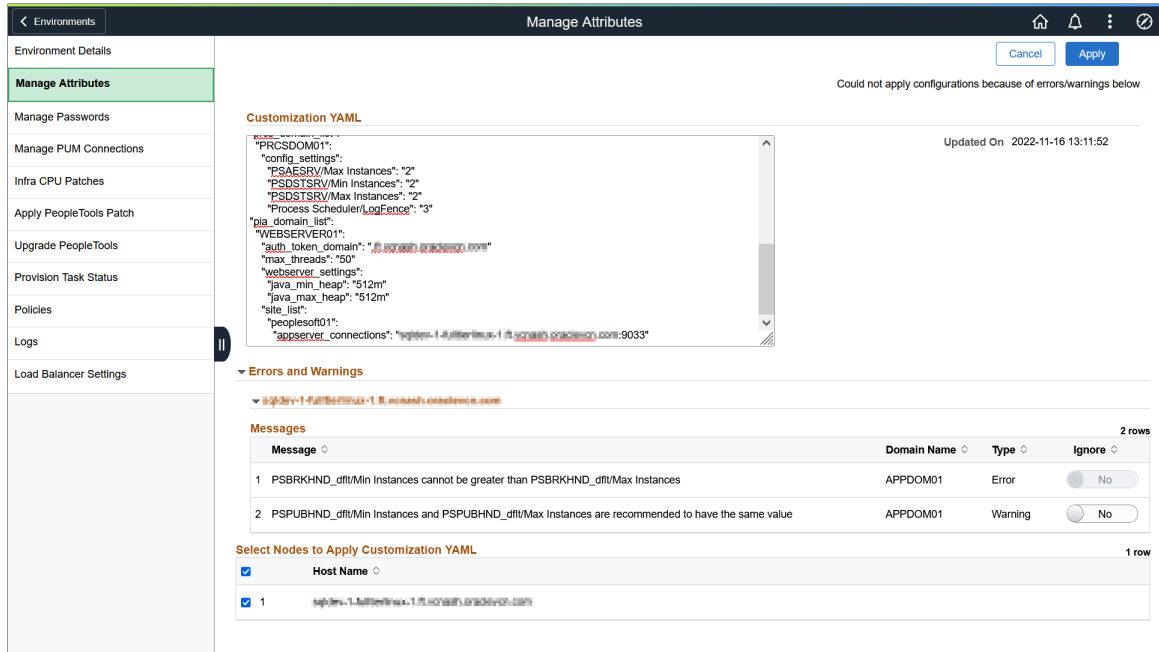 Environments
Manage Attributes
Environment Details
Manage Attributes
Manage Passwords
Manage PUM Connections
Infra CPU Patches
Apply PeopleTools Patch
Upgrade PeopleTools
Provision Task Status
Policies
Logs
Load Balancer Settings
Cancel Apply
Could not apply configurations because of errors/warnings below
Customization YAML
Updated On 2022-11-16 13:11:52
"PRCSDOM01":
"config_settings":
"PSAESRV/Max Instances": "2"
"PSDSTSRV/Min Instances": "2"
"PSDSTSRV/Max Instances": "2"
"Process Scheduler/LogFence": "3"
"pia_domain_list":
"WEBSERVER01":
"auth_token_domain": "
"max_threads": "50"
"webserver_settings":
"java_min_heap": "512m"
"java_max_heap": "512m"
"site_list":
"peoplesoft01":
"appserver_connections": " :9033"
Errors and Warnings
Messages
2 rows
Message Domain Name Type Ignore
1 PSBRKHND_dflt/Min Instances cannot be greater than PSBRKHND_dflt/Max Instances APPDOM01 Error No
2 PSPUBHND_dflt/Min Instances and PSPUBHND_dflt/Max Instances are recommended to have the same value APPDOM01 Warning No
Select Nodes to Apply Customization YAML
1 row
Host Name
1